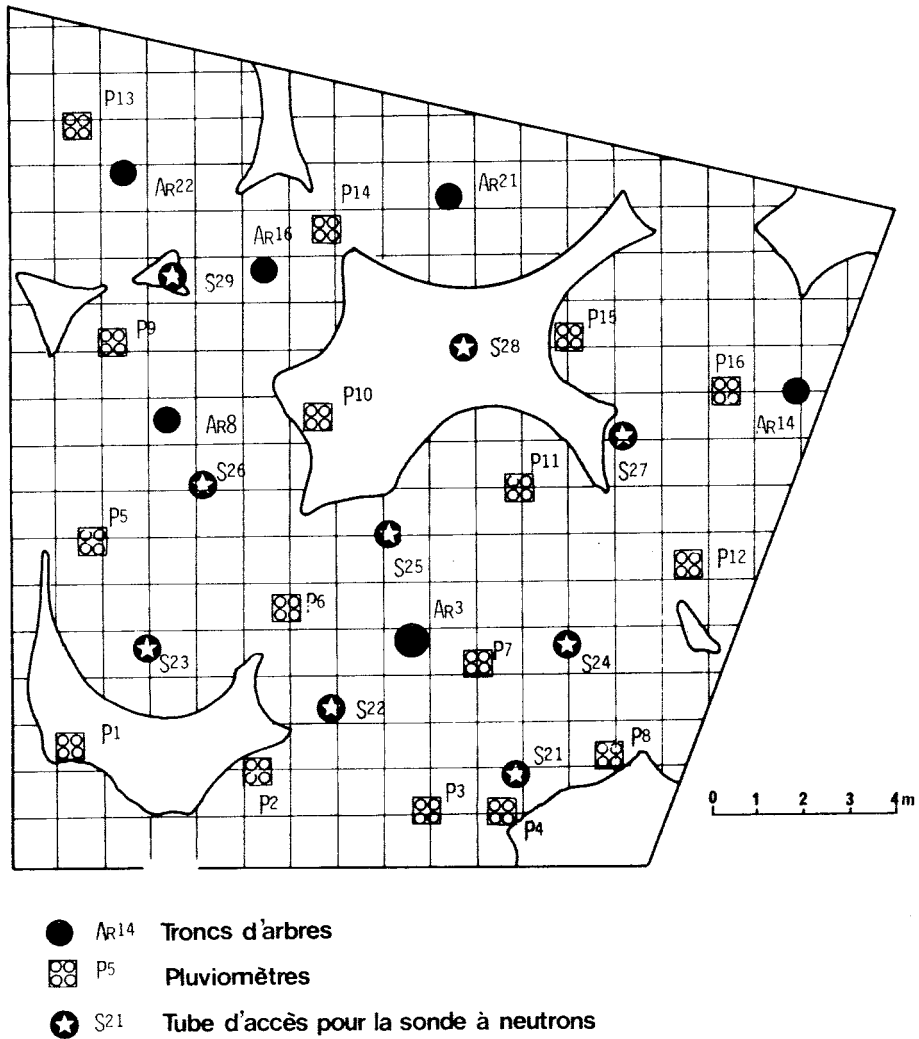 P13
AR22
AR21
P14
AR16
S29
P9
S28
P15
P16
P10
AR14
AR8
S26
P11
S27
P5
S25
P12
P6
AR3
S23
P7
S24
S22
P1
P8
S21
P2
P3
P4
0 1 2 3 4m
AR14 Troncs d'arbres
P5 Pluviomètres
S21 Tube d'accès pour la sonde à neutrons